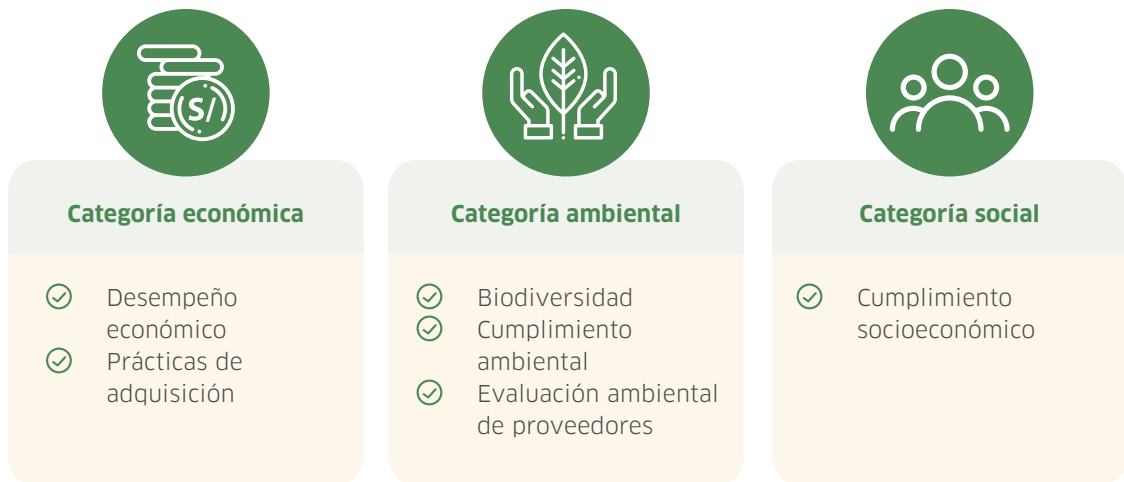 S/
Categoría económica
Desempeño
económico
Prácticas de
adquisición
Categoría ambiental
Biodiversidad
Cumplimiento
ambiental
Evaluación ambiental
de proveedores
Categoría social
Cumplimiento
socioeconómico